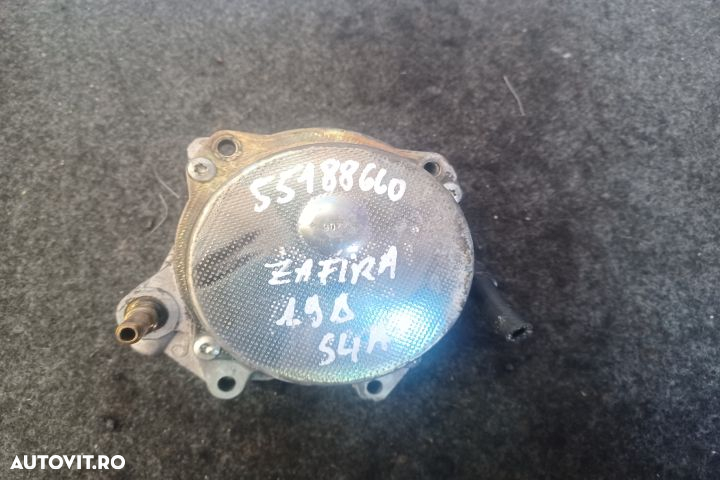 55188660
ZAFIRA
1.9D
S4A
AUTOVIT.RO